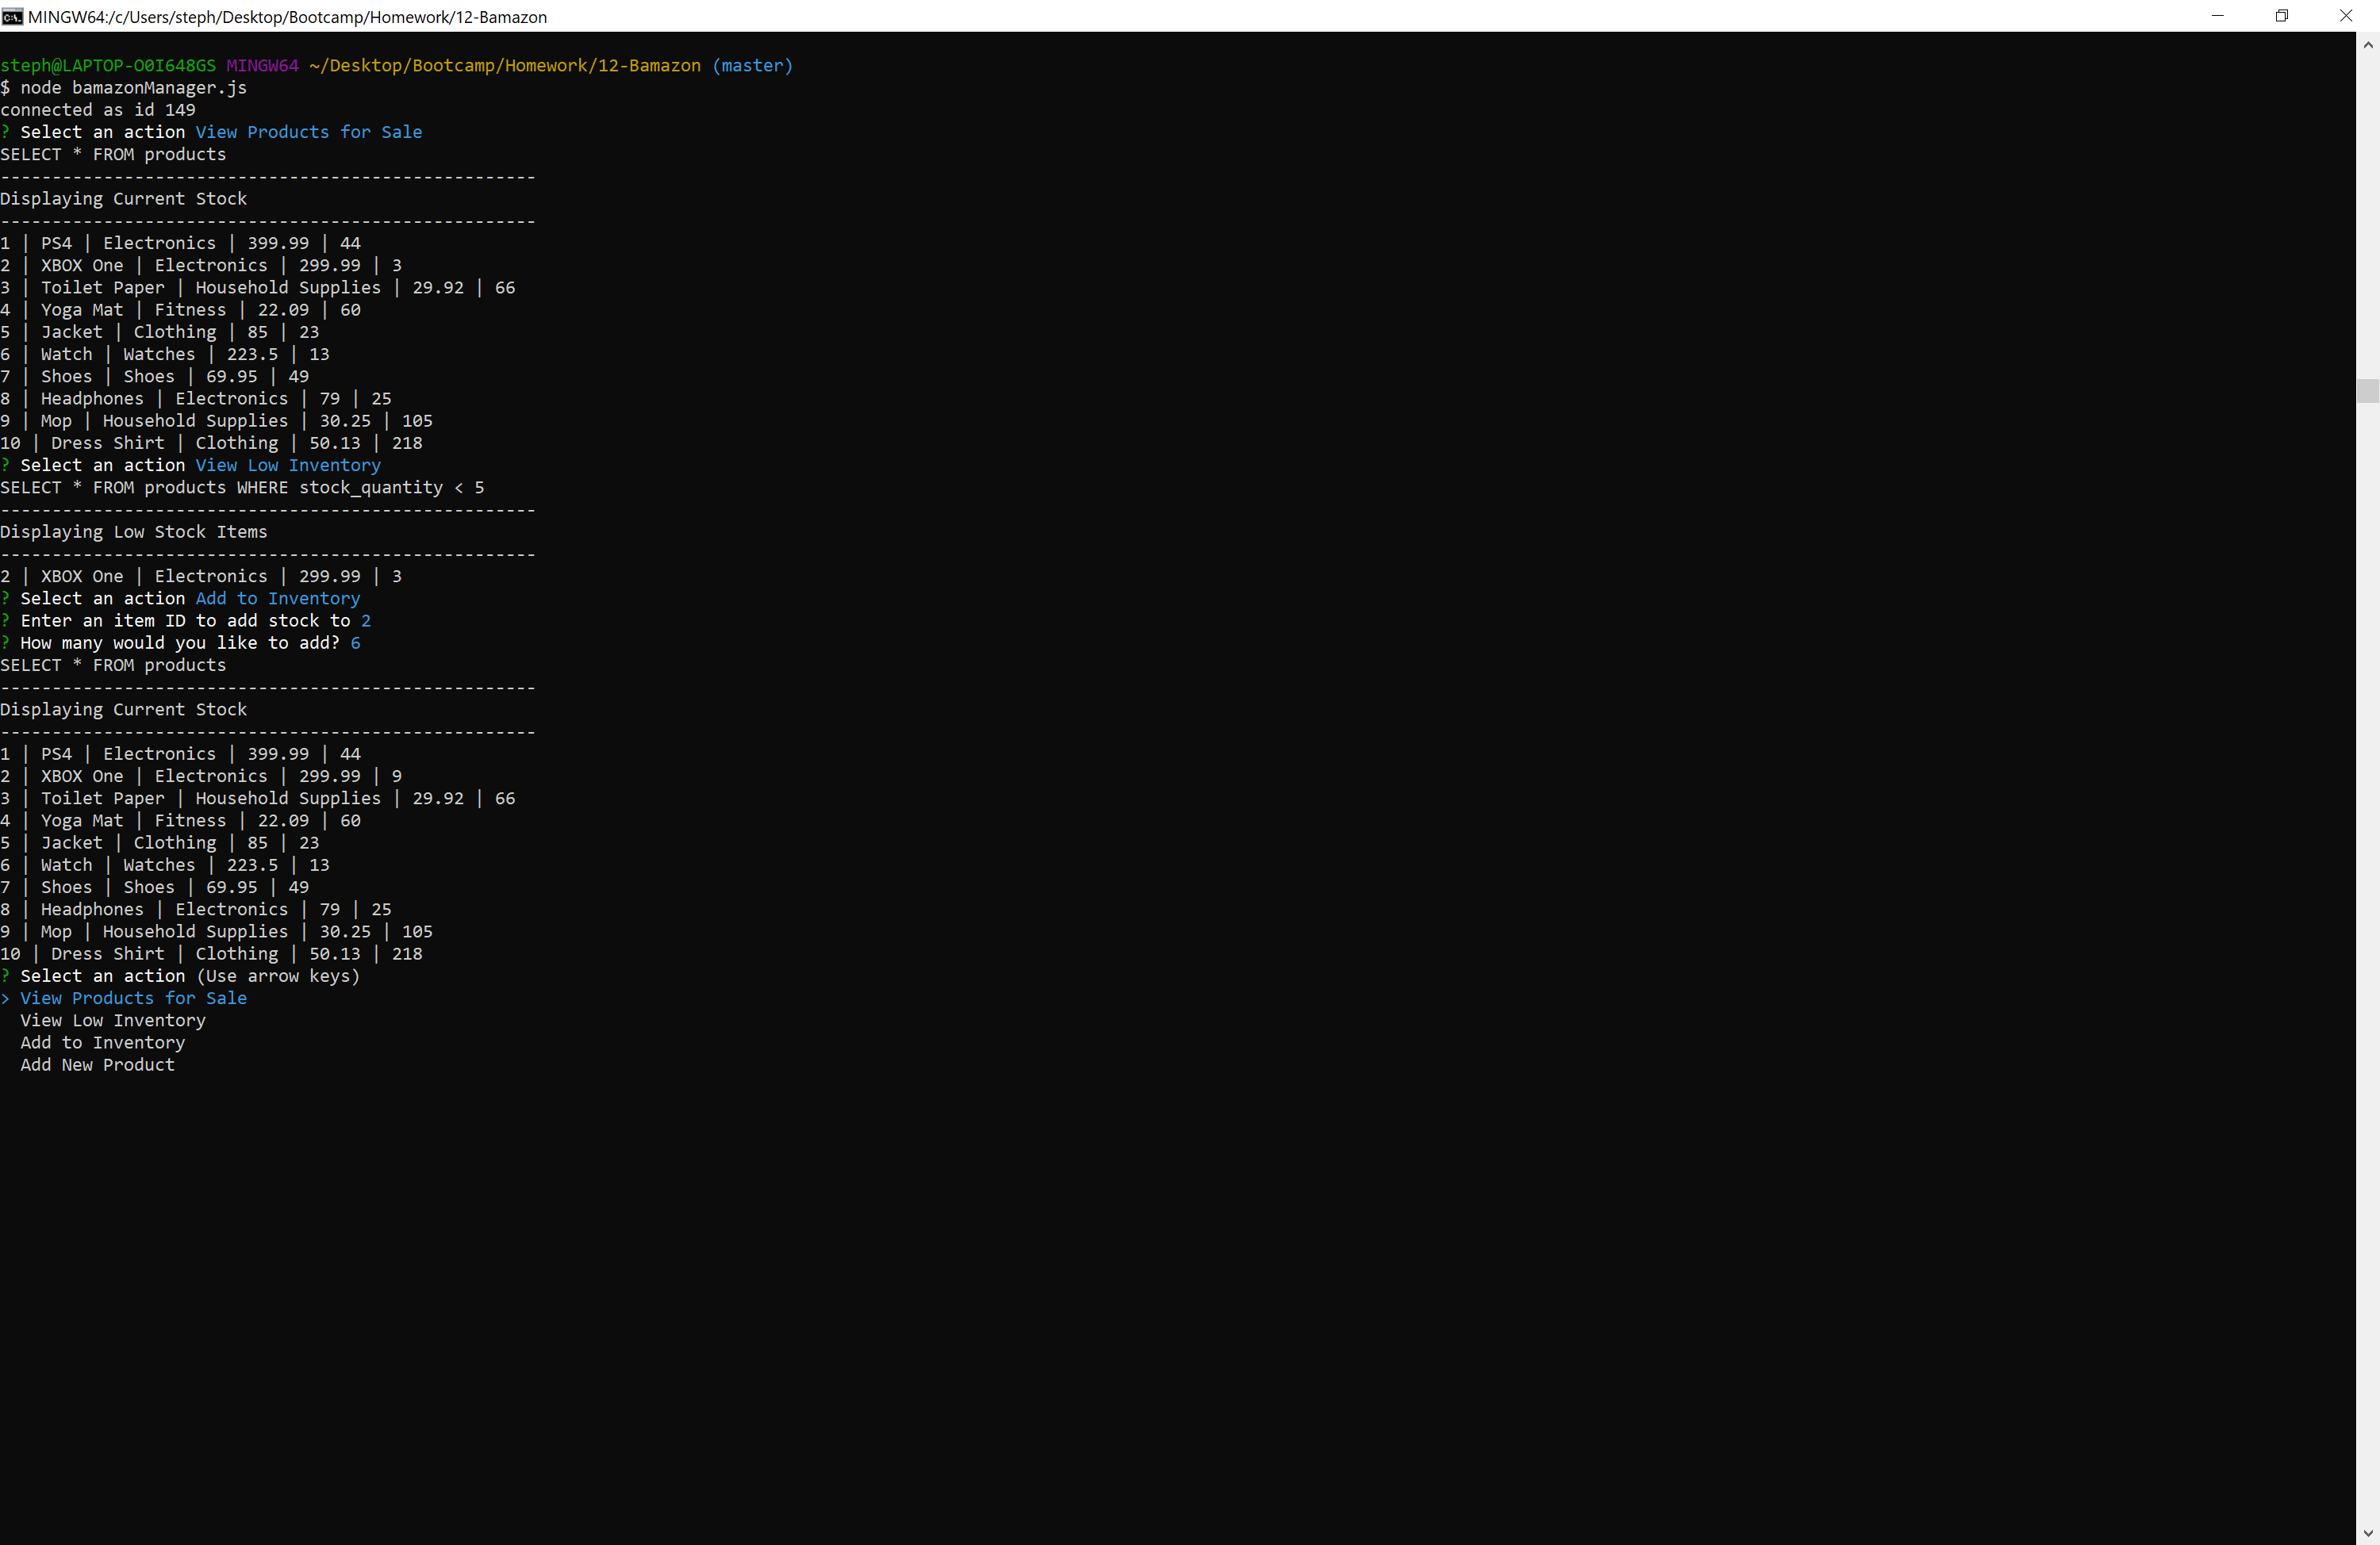 MINGW64:/c/Users/steph/Desktop/Bootcamp/Homework/12-Bamazon
steph@LAPTOP-O0I648GS MINGW64 ~/Desktop/Bootcamp/Homework/12-Bamazon (master)
$ node bamazonManager.js
connected as id 149
? Select an action View Products for Sale
SELECT * FROM products
----------------------------------------------------
Displaying Current Stock
----------------------------------------------------
1 | PS4 | Electronics | 399.99 | 44
2 | XBOX One | Electronics | 299.99 | 3
3 | Toilet Paper | Household Supplies | 29.92 | 66
4 | Yoga Mat | Fitness | 22.09 | 60
5 | Jacket | Clothing | 85 | 23
6 | Watch | Watches | 223.5 | 13
7 | Shoes | Shoes | 69.95 | 49
8 | Headphones | Electronics | 79 | 25
9 | Mop | Household Supplies | 30.25 | 105
10 | Dress Shirt | Clothing | 50.13 | 218
? Select an action View Low Inventory
SELECT * FROM products WHERE stock_quantity < 5
----------------------------------------------------
Displaying Low Stock Items
----------------------------------------------------
2 | XBOX One | Electronics | 299.99 | 3
? Select an action Add to Inventory
? Enter an item ID to add stock to 2
? How many would you like to add? 6
SELECT * FROM products
----------------------------------------------------
Displaying Current Stock
----------------------------------------------------
1 | PS4 | Electronics | 399.99 | 44
2 | XBOX One | Electronics | 299.99 | 9
3 | Toilet Paper | Household Supplies | 29.92 | 66
4 | Yoga Mat | Fitness | 22.09 | 60
5 | Jacket | Clothing | 85 | 23
6 | Watch | Watches | 223.5 | 13
7 | Shoes | Shoes | 69.95 | 49
8 | Headphones | Electronics | 79 | 25
9 | Mop | Household Supplies | 30.25 | 105
10 | Dress Shirt | Clothing | 50.13 | 218
? Select an action (Use arrow keys)
> View Products for Sale
  View Low Inventory
  Add to Inventory
  Add New Product